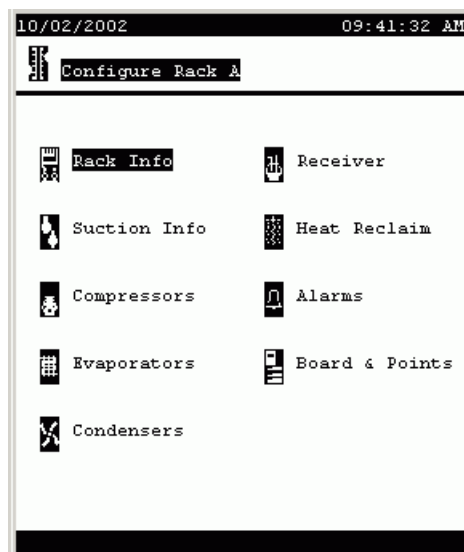 10/02/2002 09:41:32 AM
Configure Rack A
Rack Info Receiver
Suction Info Heat Reclaim
Compressors Alarms
Evaporators Board & Points
Condensers